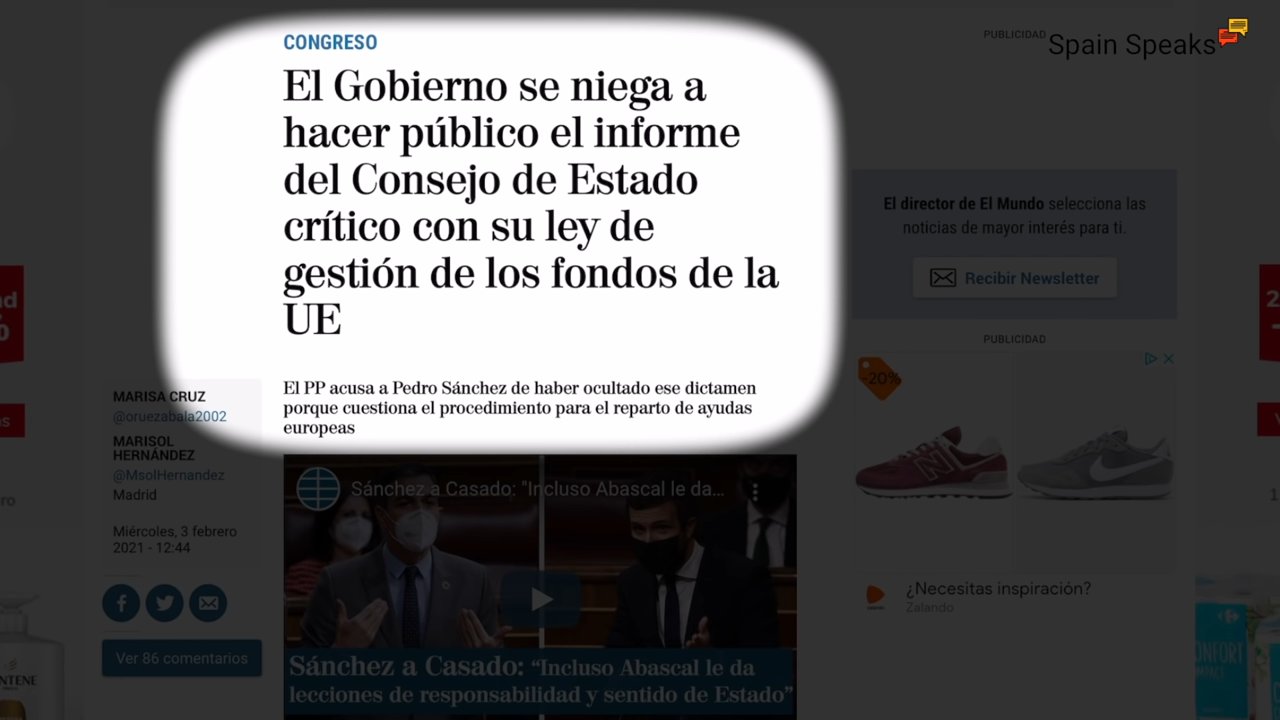 CONGRESO
El Gobierno se niega a
hacer público el informe
del Consejo de Estado
crítico con su ley de
gestión de los fondos de la
UE
El PP acusa a Pedro Sánchez de haber ocultado ese dictamen
porque cuestiona el procedimiento para el reparto de ayudas
europeas
MARISA CRUZ
@oruezabala2002
MARISOL
HERNÁNDEZ
@MsolHernandez
Madrid
Miércoles, 3 febrero
2021 - 12:44
Ver 86 comentarios
Sánchez a Casado: "Incluso Abascal le da...
Sánchez a Casado: “Incluso Abascal le da
lecciones de responsabilidad y sentido de Estado”
PUBLICIDAD
Spain Speaks
El director de El Mundo selecciona las
noticias de mayor interés para ti.
Recibir Newsletter
PUBLICIDAD
-20%
¿Necesitas inspiración?
Zalando